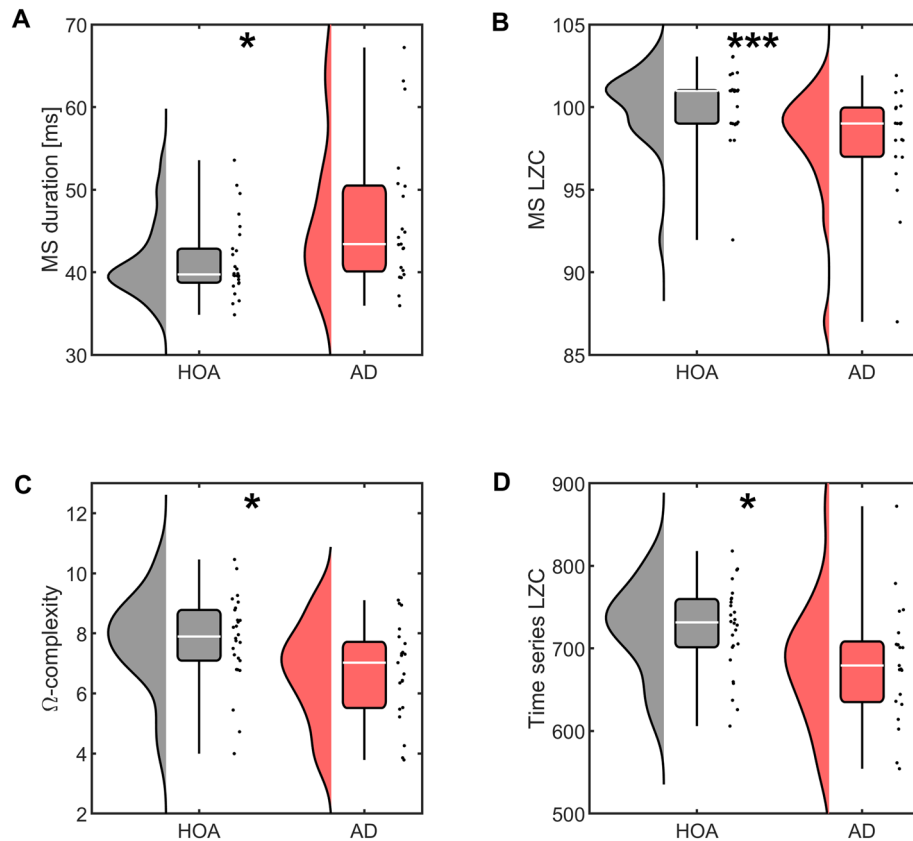 A
*
70
60
50
40
30
MS duration [ms]
HOA
AD
B
***
105
100
95
90
85
MS LZC
HOA
AD
C
*
12
10
8
6
4
2
Ω-complexity
HOA
AD
D
*
900
800
700
600
500
Time series LZC
HOA
AD